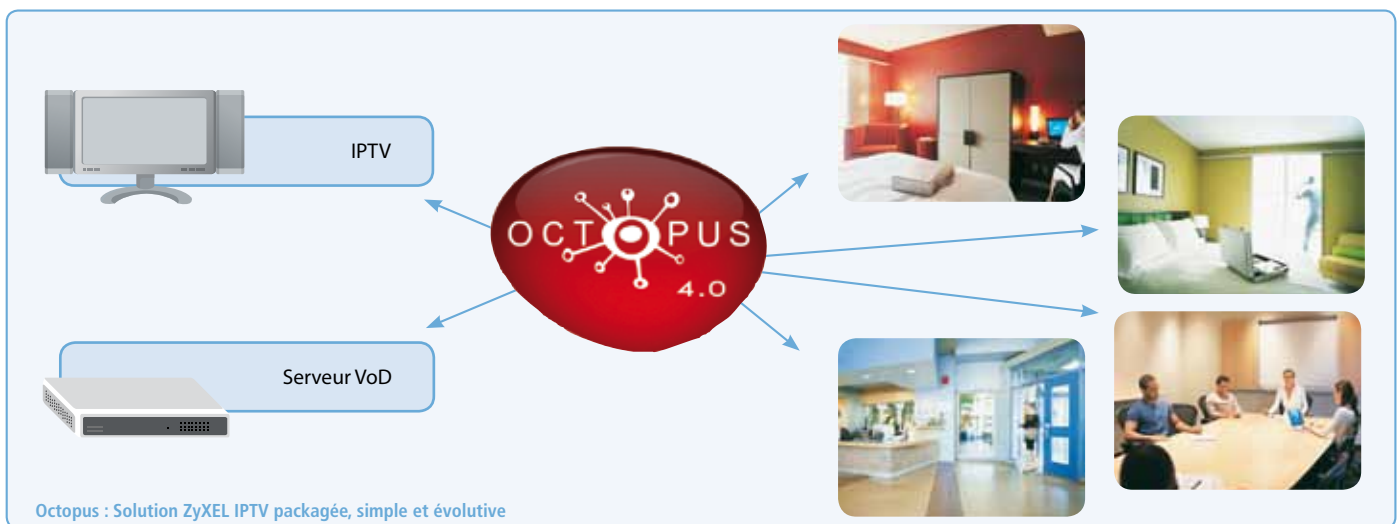 IPTV
OCTOPUS
4.0
Serveur VoD
Octopus : Solution ZyXEL IPTV packagée, simple et évolutive